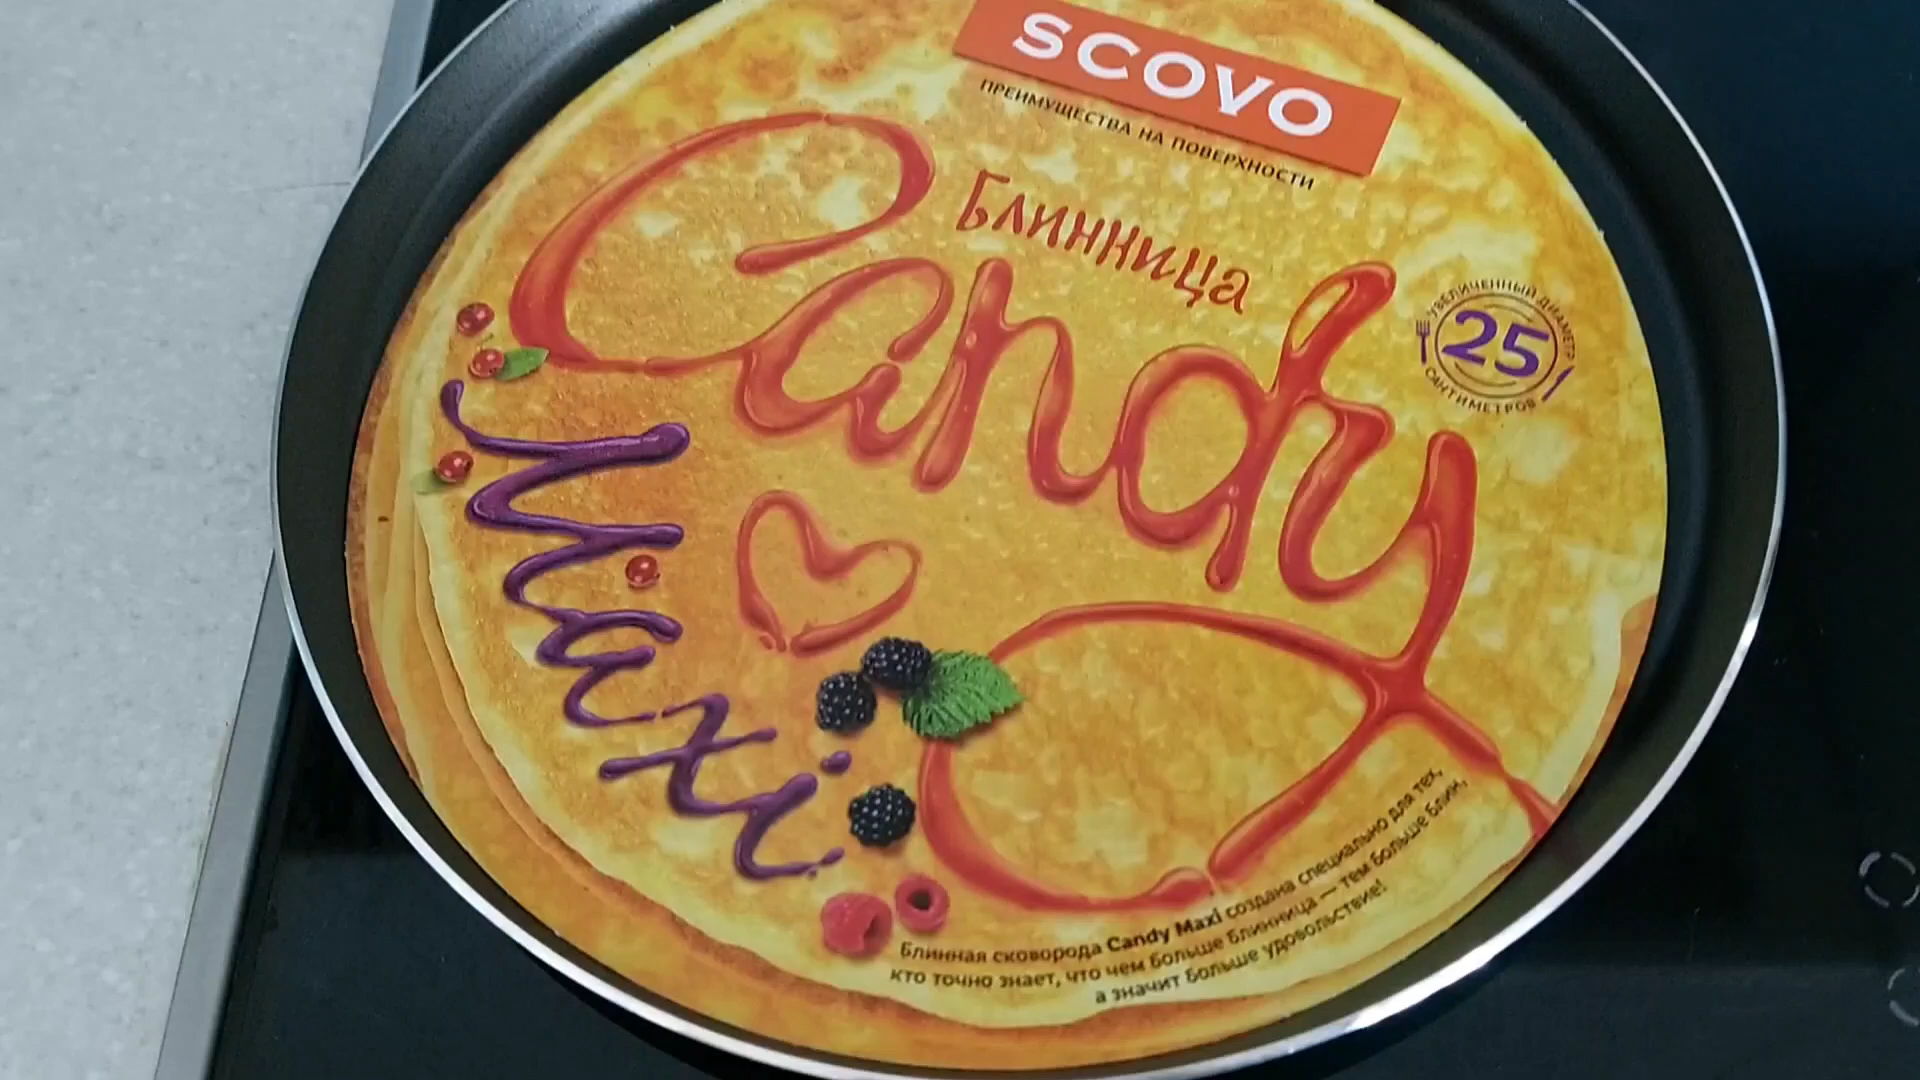 SCOVO
ПРЕИМУЩЕСТВА НА ПОВЕРХНОСТИ
Блинница
Candy
Maxi
УВЕЛИЧЕННЫЙ ДИАМЕТР
25
САНТИМЕТРОВ
Блинная сковорода Candy Maxi создана специально для тех,
кто точно знает, что чем больше блинница — тем больше блин,
а значит больше удовольствие!